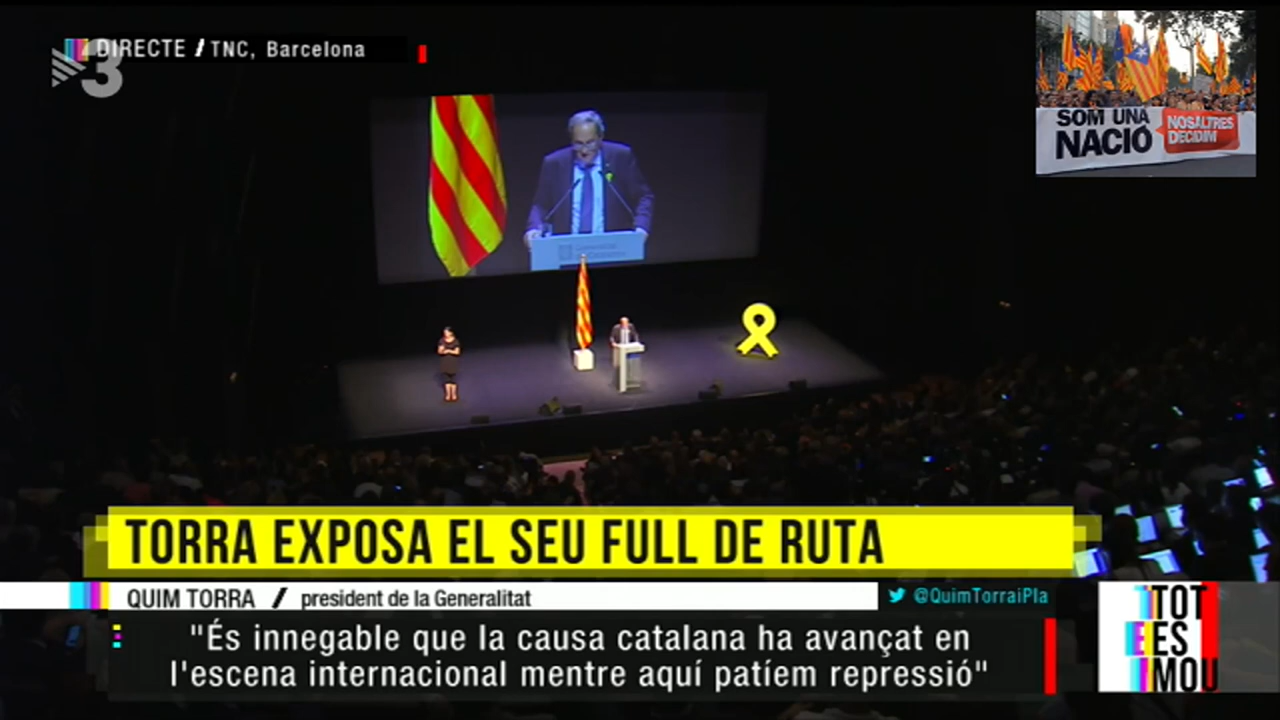 DIRECTE / TNC, Barcelona
3
SOM UNA
NACIÓ
NOSALTRES
DECIDIM
TORRA EXPOSA EL SEU FULL DE RUTA
QUIM TORRA / president de la Generalitat
@QuimTorraiPla
"És innegable que la causa catalana ha avançat en
l'escena internacional mentre aquí patíem repressió"
TOT
ES
MOU